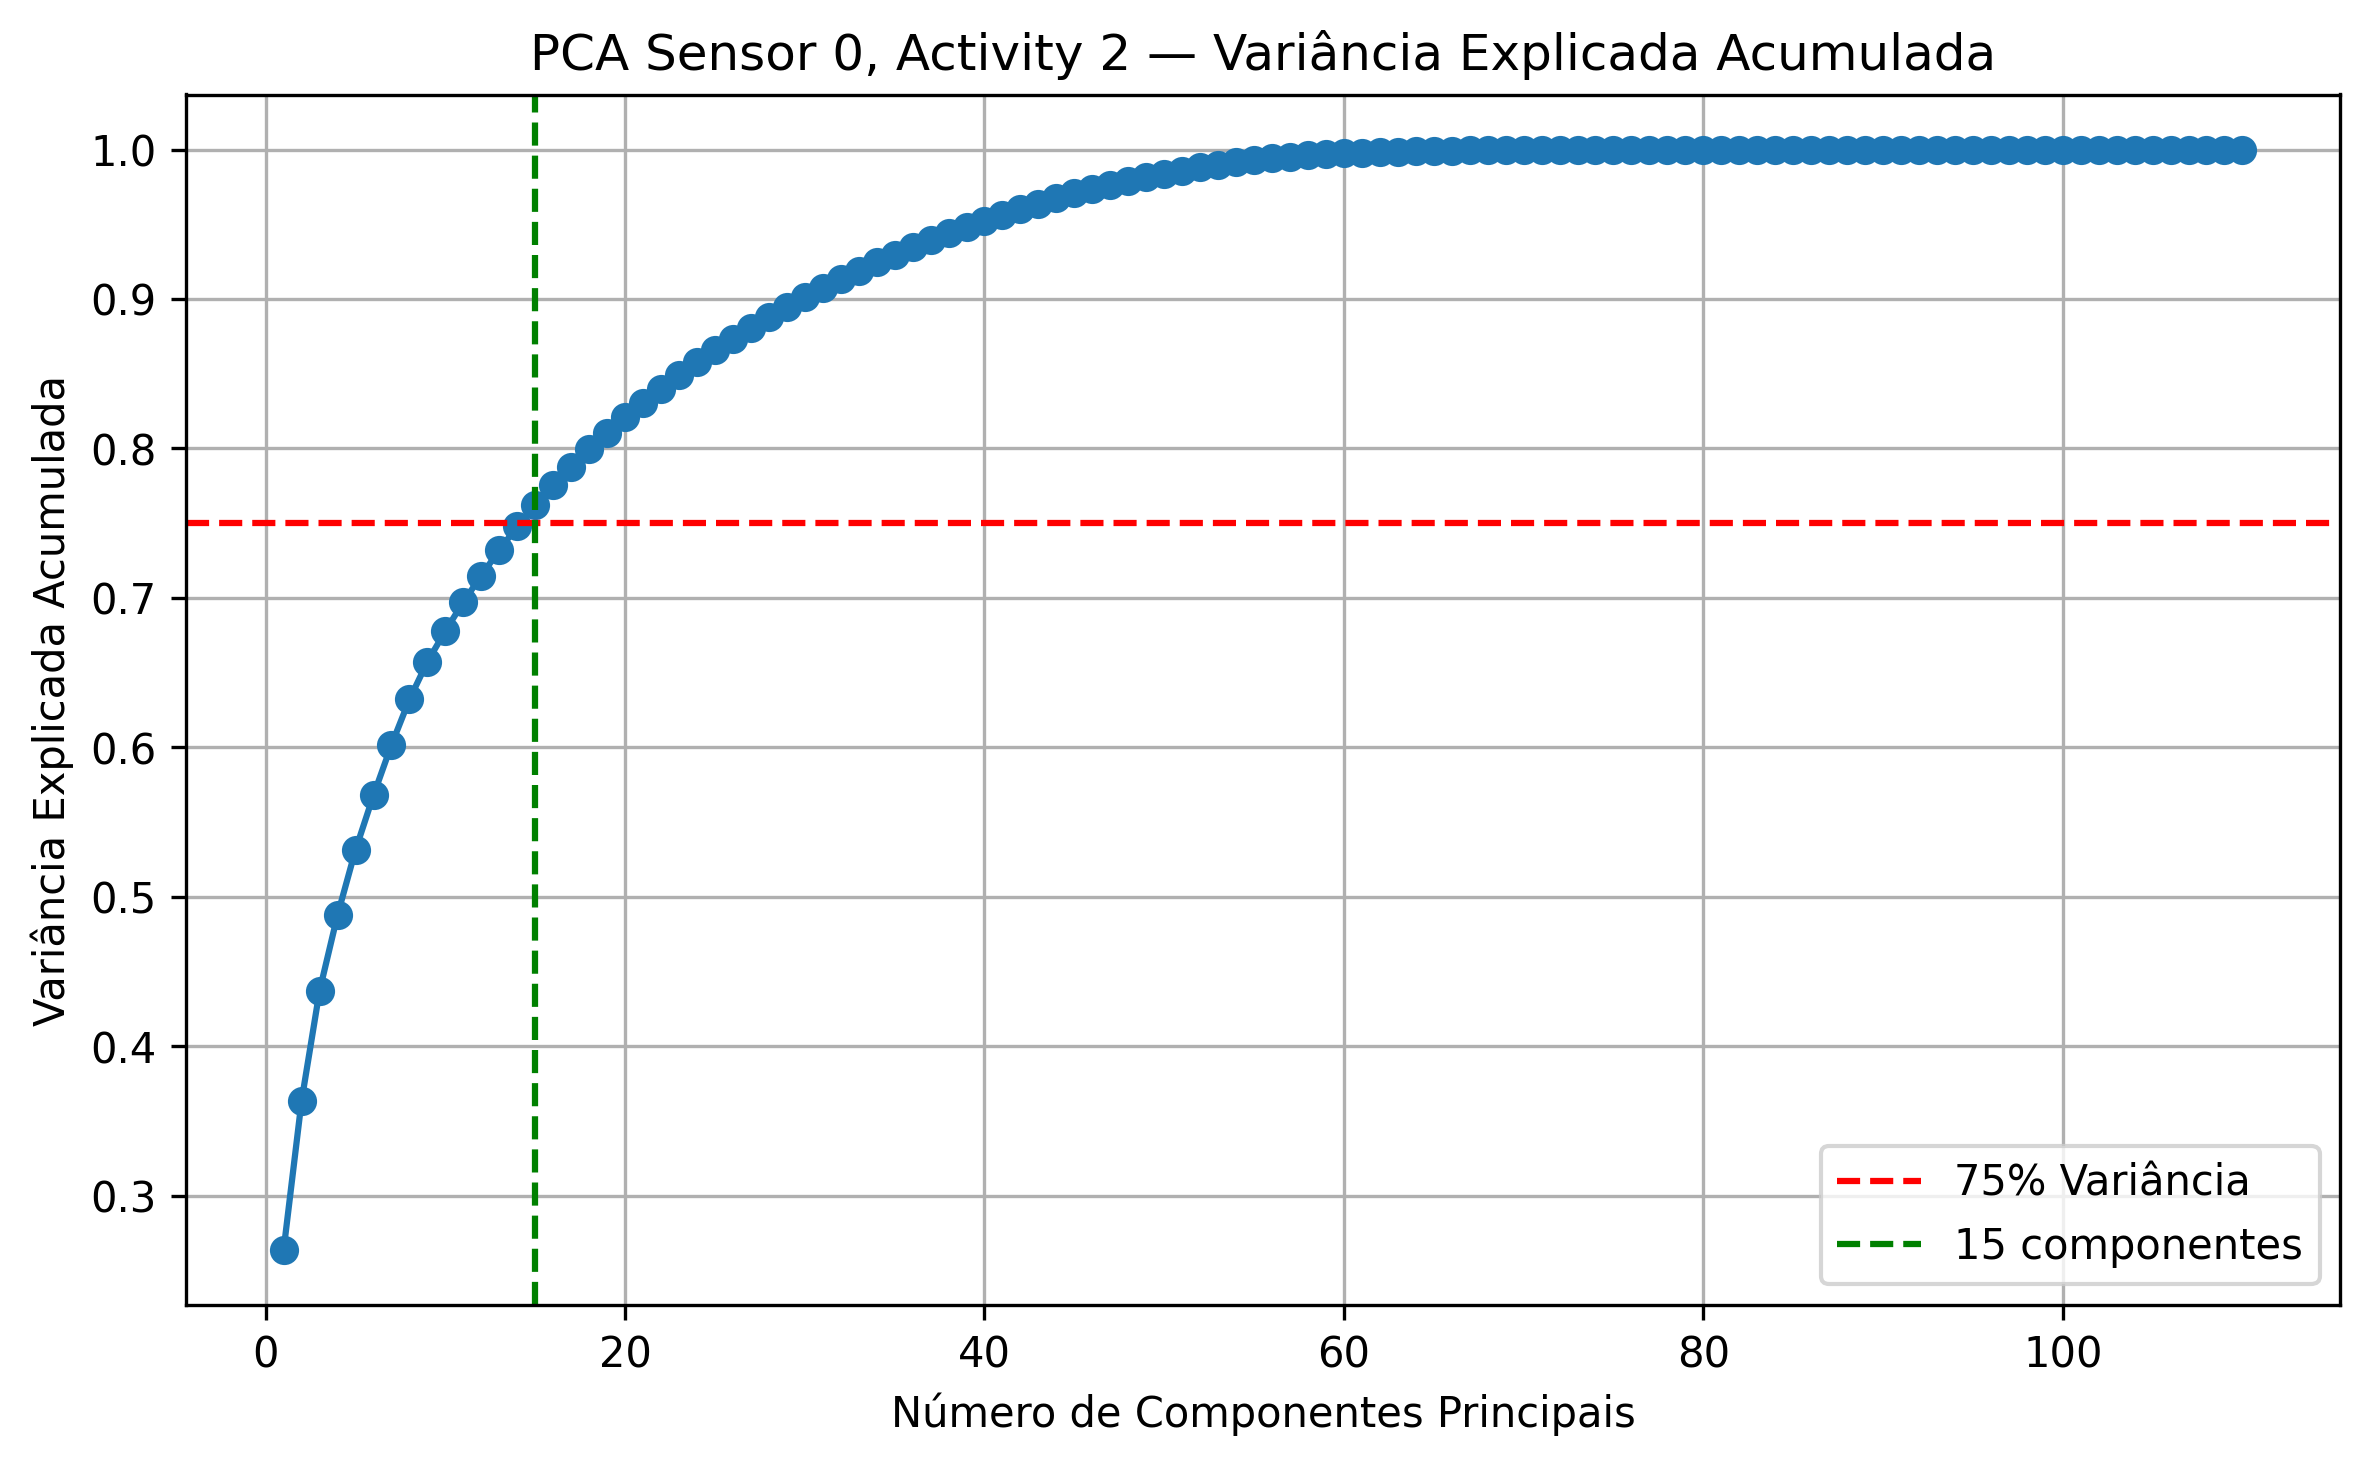 PCA Sensor 0, Activity 2 — Variância Explicada Acumulada
Variância Explicada Acumulada
1.0
0.9
0.8
0.7
0.6
0.5
0.4
0.3
75% Variância
15 componentes
0 20 40 60 80 100
Número de Componentes Principais